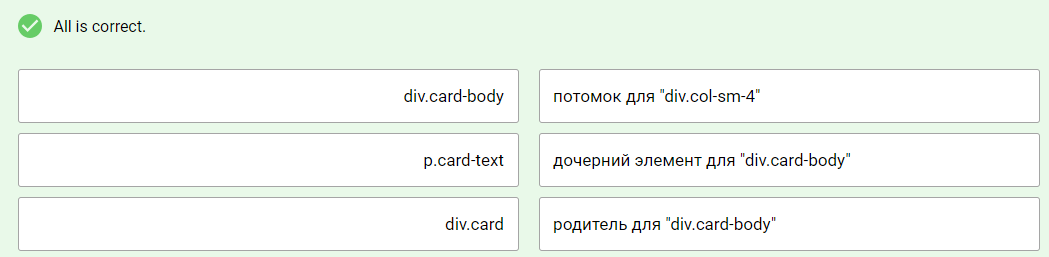 All is correct.
div.card-body
потомок для "div.col-sm-4"
p.card-text
дочерний элемент для "div.card-body"
div.card
родитель для "div.card-body"